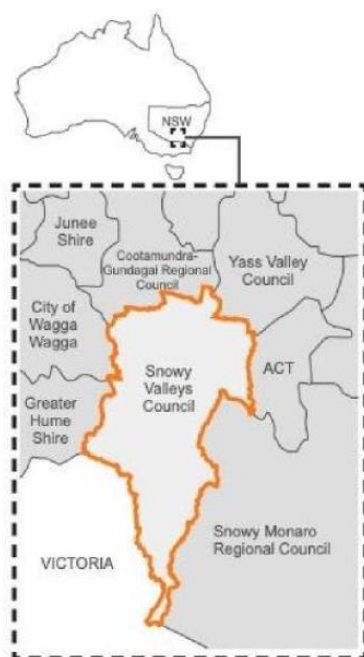 NSW
Junee
Shire
Cootamundra-
Gundagai Regional
Council
Yass Valley
Council
City of
Wagga
Wagga
Snowy
Valleys
Council
ACT
Greater
Hume
Shire
Snowy Monaro
Regional Council
VICTORIA